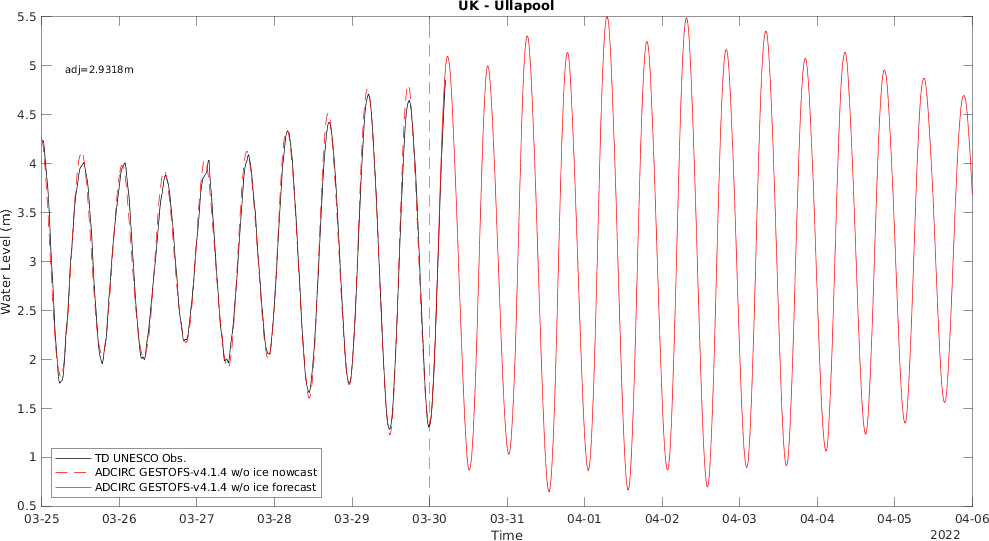 UK - Ullapool
adj=2.9318m
Water Level (m)
5.5
5
4.5
4
3.5
3
2.5
2
1.5
1
0.5
TD UNESCO Obs.
ADCIRC GESTOFS-v4.1.4 w/o ice nowcast
ADCIRC GESTOFS-v4.1.4 w/o ice forecast
03-25 03-26 03-27 03-28 03-29 03-30 03-31 04-01 04-02 04-03 04-04 04-05 04-06
Time
2022